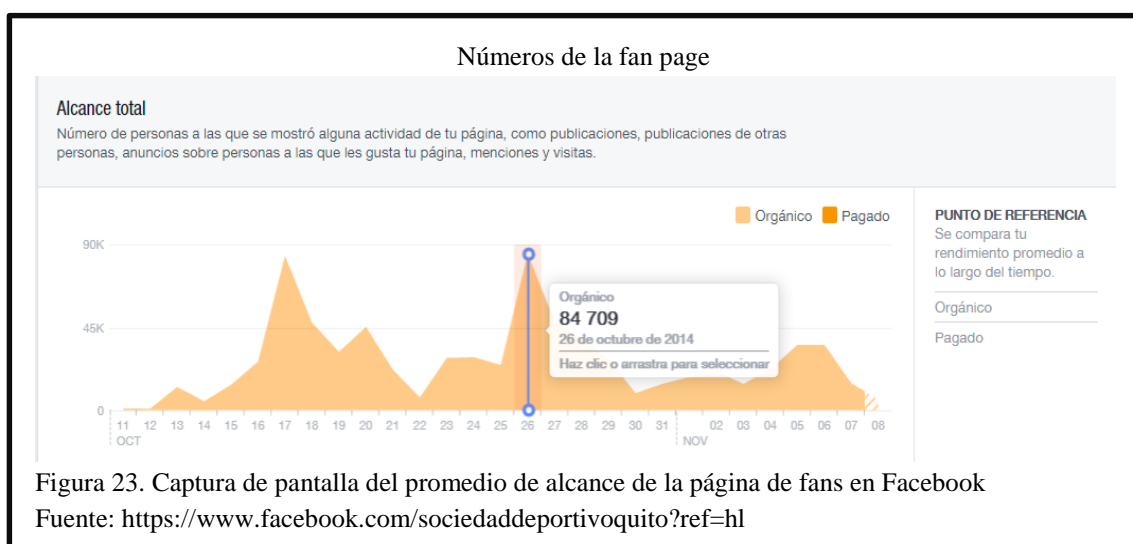 Números de la fan page
Alcance total
Número de personas a las que se mostró alguna actividad de tu página, como publicaciones, publicaciones de otras
personas, anuncios sobre personas a las que les gusta tu página, menciones y visitas.
Orgánico Pagado
PUNTO DE REFERENCIA
Se compara tu
rendimiento promedio a
lo largo del tiempo.
Orgánico
Pagado
90K
45K
0
Orgánico
84 709
26 de octubre de 2014
Haz clic o arrastra para seleccionar
11 12 13 14 15 16 17 18 19 20 21 22 23 24 25 26 27 28 29 30 31 02 03 04 05 06 07 08
OCT NOV
Figura 23. Captura de pantalla del promedio de alcance de la página de fans en Facebook
Fuente: https://www.facebook.com/sociedaddeportivoquito?ref=hl